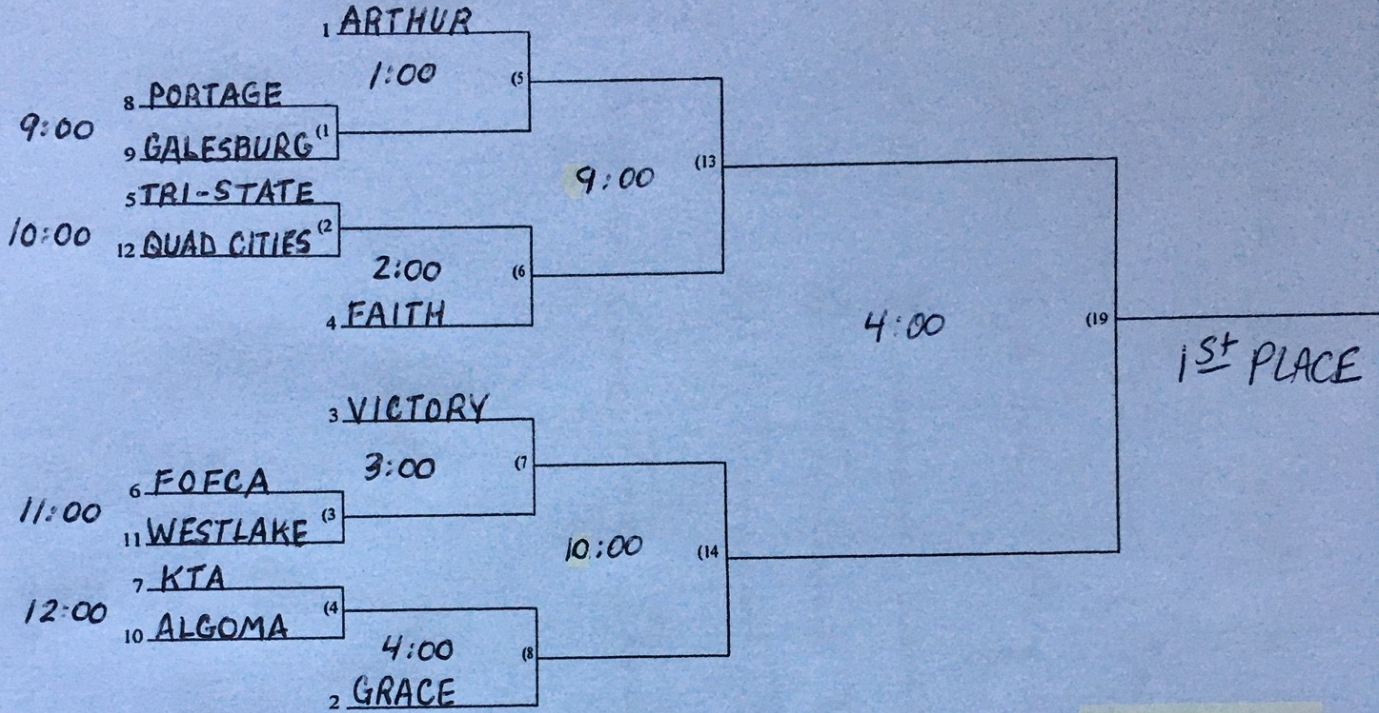 1 ARTHUR
1:00 (5
8 PORTAGE
9:00
9 GALESBURG (1
(13
9:00
5 TRI-STATE
10:00
12 QUAD CITIES (2
2:00 (6
4 FAITH
4:00 (19
1st PLACE
3 VICTORY
3:00 (7
6 FOFCA
11:00
11 WESTLAKE (3
10:00 (14
7 KTA
12:00
10 ALGOMA (4
4:00 (8
2 GRACE